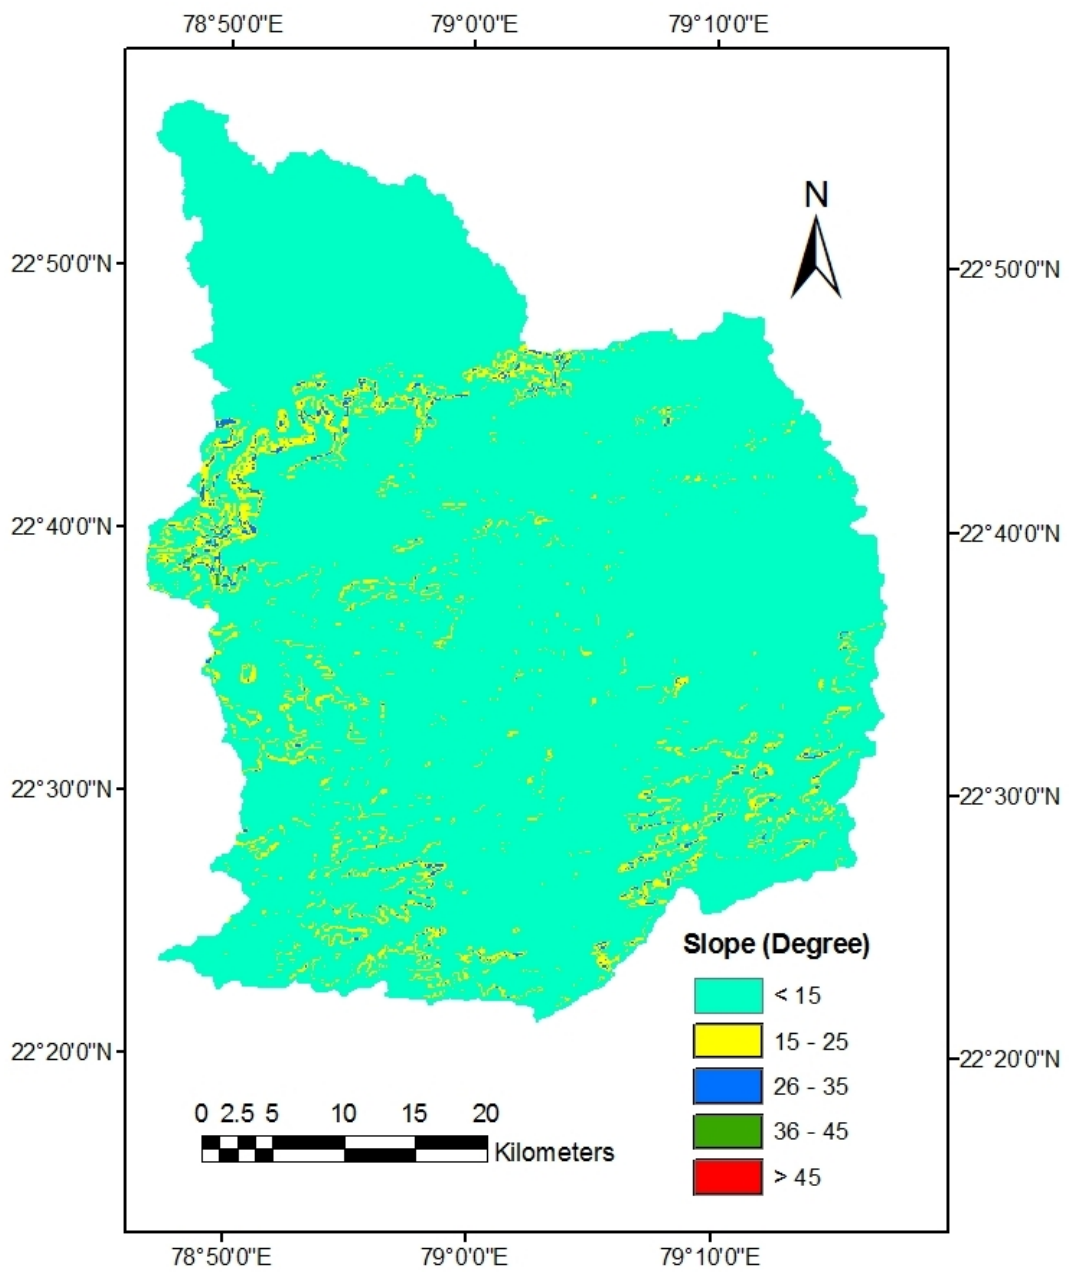 78°50'0"E 79°0'0"E 79°10'0"E
N
22°50'0"N 22°50'0"N
22°40'0"N 22°40'0"N
22°30'0"N 22°30'0"N
Slope (Degree)
< 15
15 - 25
22°20'0"N 22°20'0"N
26 - 35
0 2.5 5 10 15 20
36 - 45
Kilometers
> 45
78°50'0"E 79°0'0"E 79°10'0"E